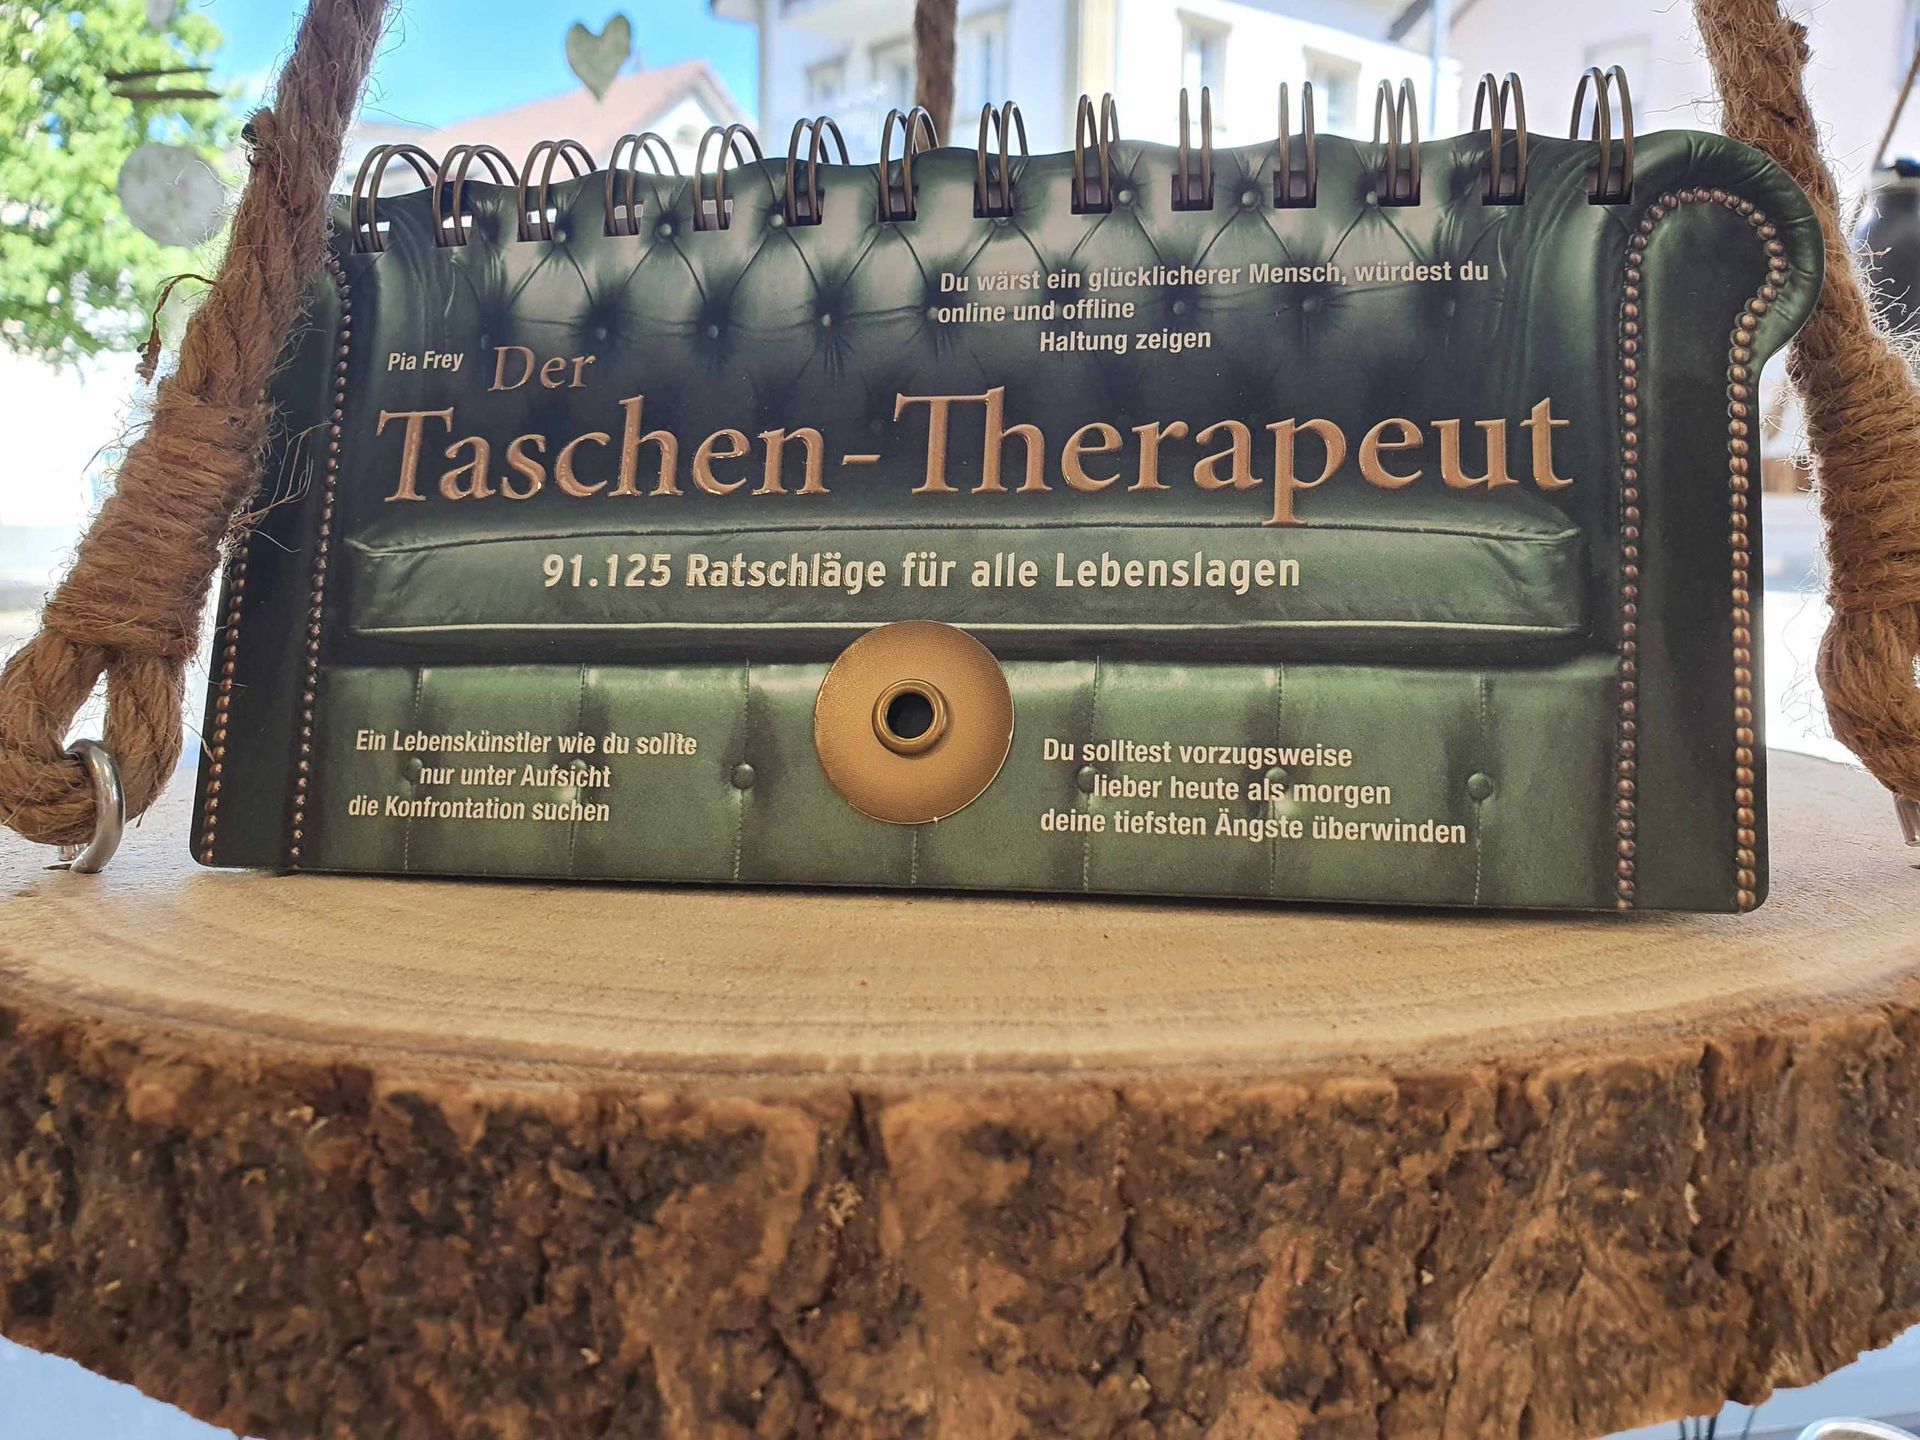 Du wärst ein glücklicherer Mensch, würdest du
online und offline
Haltung zeigen
Pia Frey
Der
Taschen-Therapeut
91.125 Ratschläge für alle Lebenslagen
Ein Lebenskünstler wie du sollte
nur unter Aufsicht
die Konfrontation suchen
Du solltest vorzugsweise
lieber heute als morgen
deine tiefsten Ängste überwinden